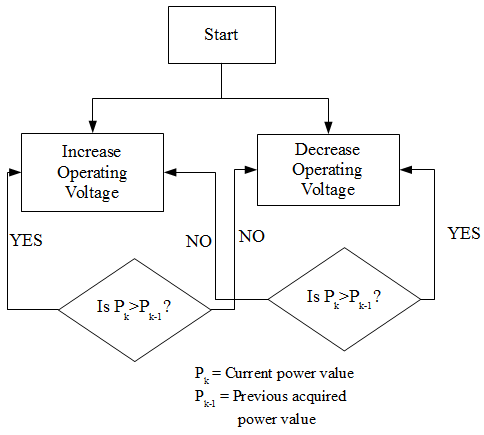 Start
Increase
Operating
Voltage
Decrease
Operating
Voltage
YES
NO
NO
YES
Is Pk>Pk-1?
Is Pk>Pk-1?
Pk = Current power value
Pk-1 = Previous acquired
power value